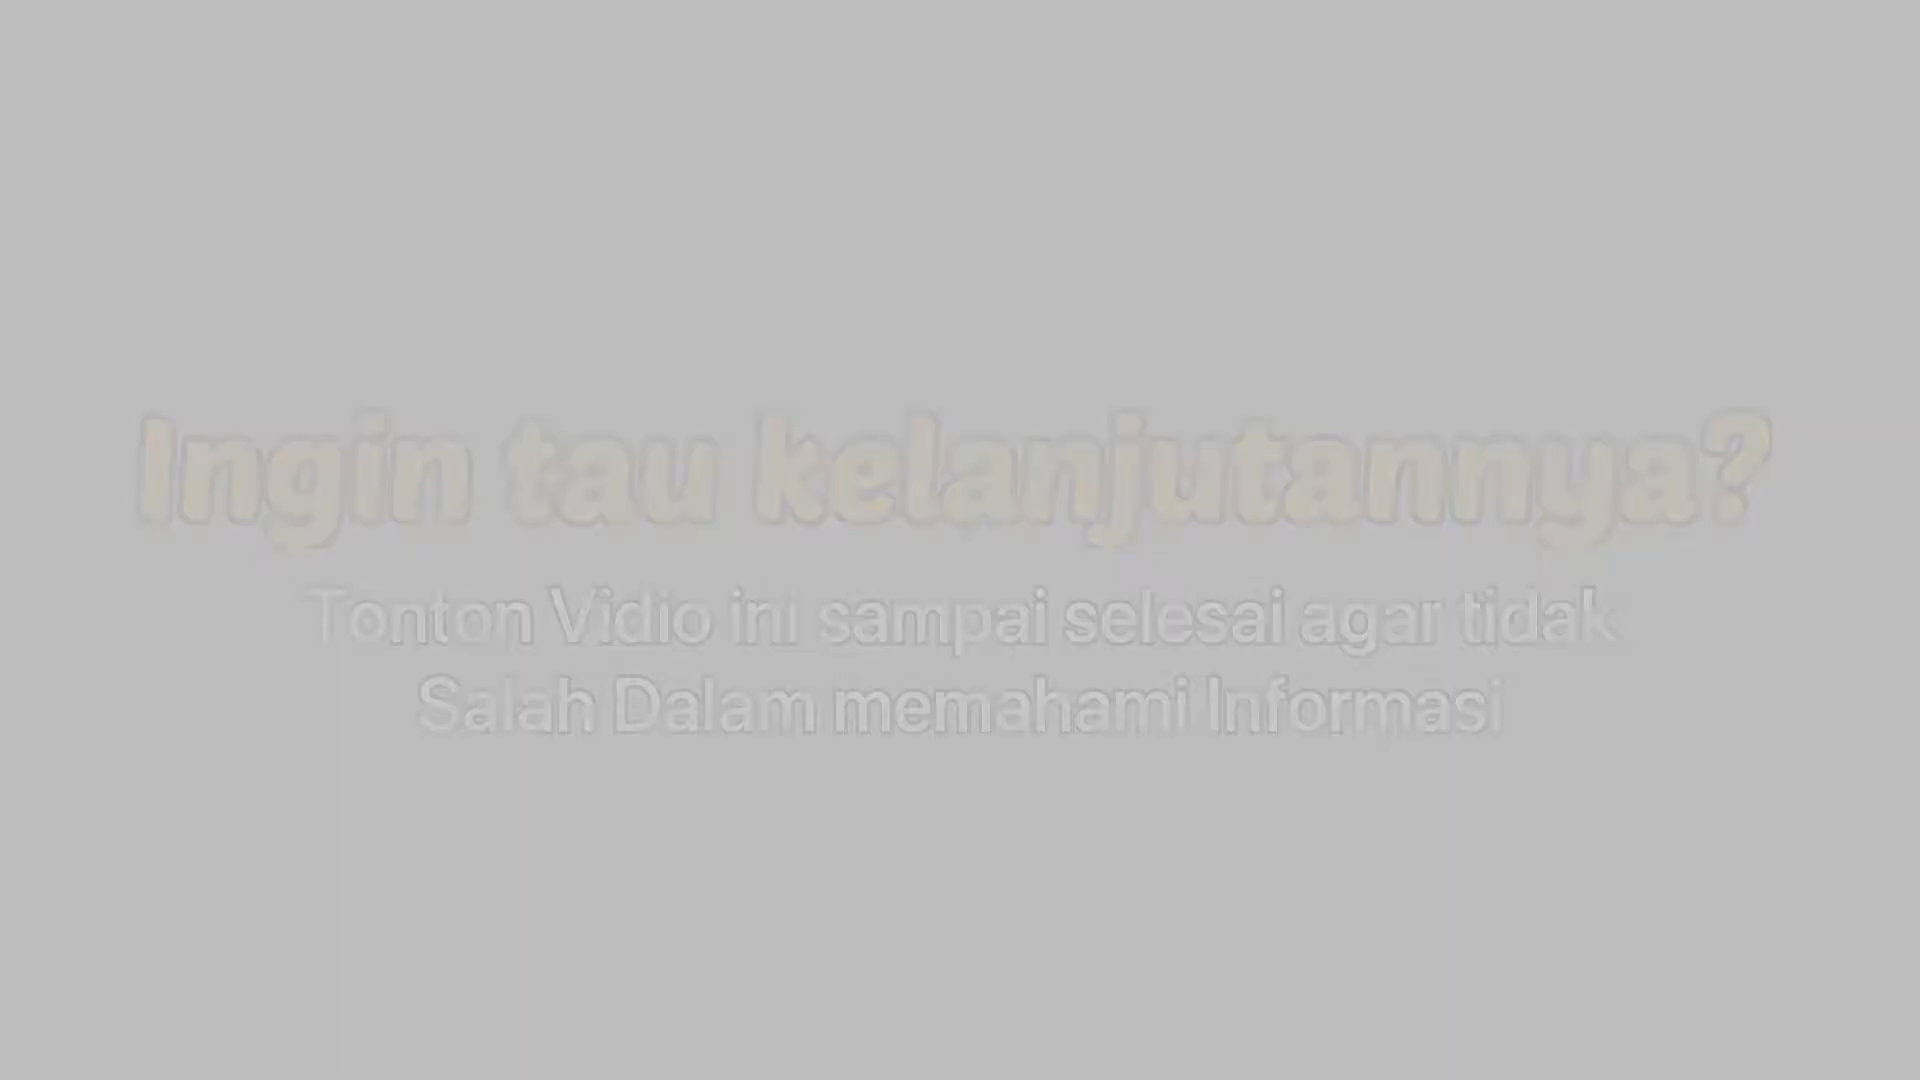 Ingin tau kelanjutannya?
Tonton Vidio ini sampai selesai agar tidak
Salah Dalam memahami Informasi